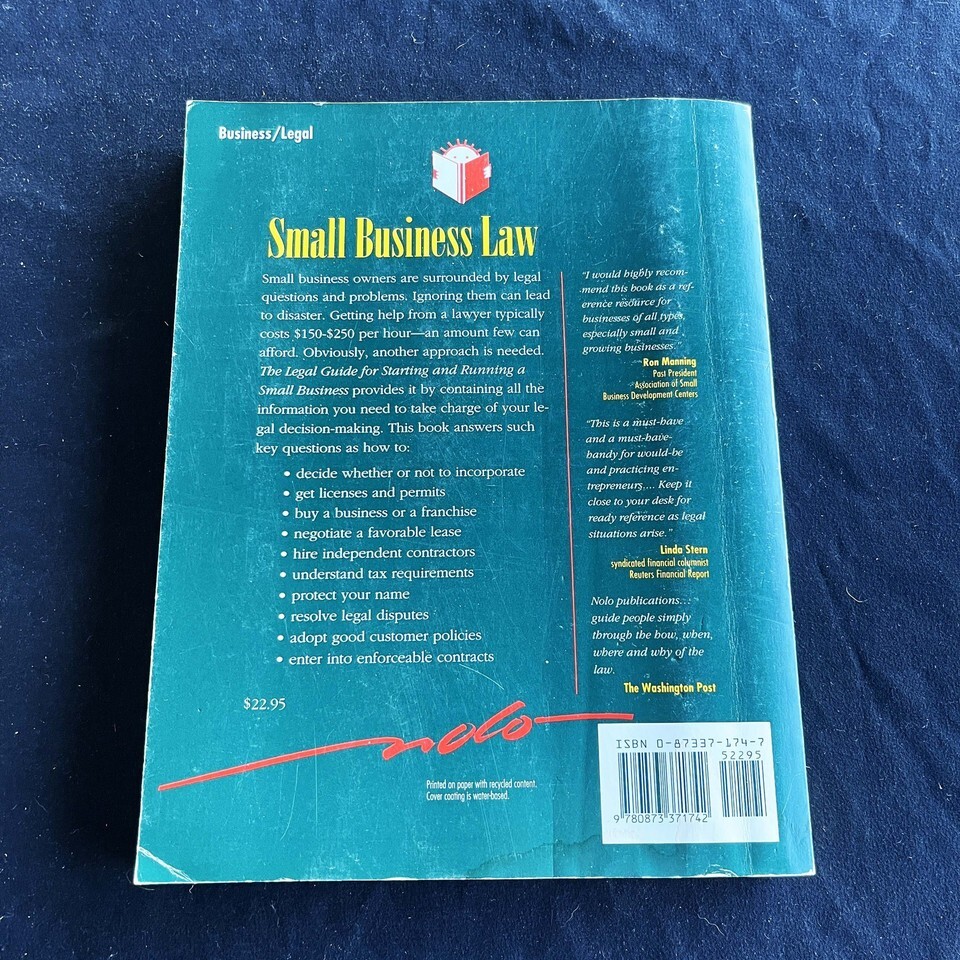 Business/Legal
Small Business Law
Small business owners are surrounded by legal
questions and problems. Ignoring them can lead
to disaster. Getting help from a lawyer typically
costs $150-$250 per hour—an amount few can
afford. Obviously, another approach is needed.
The Legal Guide for Starting and Running a
Small Business provides it by containing all the
information you need to take charge of your le-
gal decision-making. This book answers such
key questions as how to:
• decide whether or not to incorporate
• get licenses and permits
• buy a business or a franchise
• negotiate a favorable lease
• hire independent contractors
• understand tax requirements
• protect your name
• resolve legal disputes
• adopt good customer policies
• enter into enforceable contracts
$22.95
"I would highly recom-
mend this book as a ref-
erence resource for
businesses of all types,
especially small and
growing businesses."
Ron Manning
Past President
Association of Small
Business Development Centers
"This is a must-have
and a must-have-
handy for would-be
and practicing en-
trepreneurs.... Keep it
close to your desk for
ready reference as legal
situations arise."
Linda Stern
syndicated financial columnist
Reuters Financial Report
Nolo publications...
guide people simply
through the how, when,
where and why of the
law.
The Washington Post
nolo
Printed on paper with recycled content.
Cover coating is water-based.
ISBN 0-87337-174-7
52295
9 780873 371742